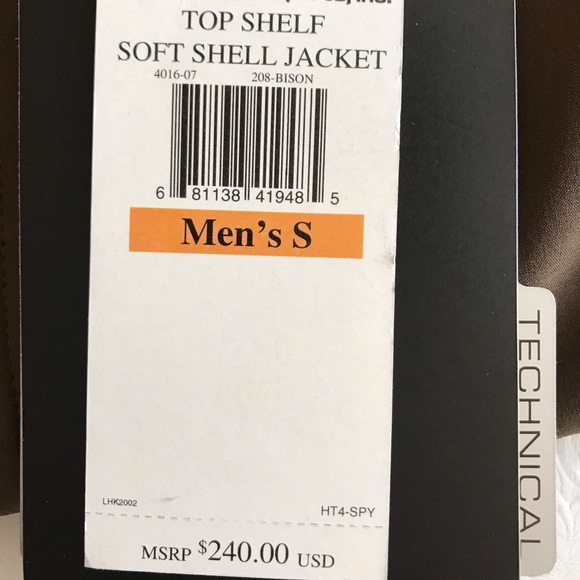 TOP SHELF
SOFT SHELL JACKET
4016-07 208-BISON
6 81138 41948 5
Men's S
TECHNICAL
LHK2002
HT4-SPY
MSRP $240.00 USD